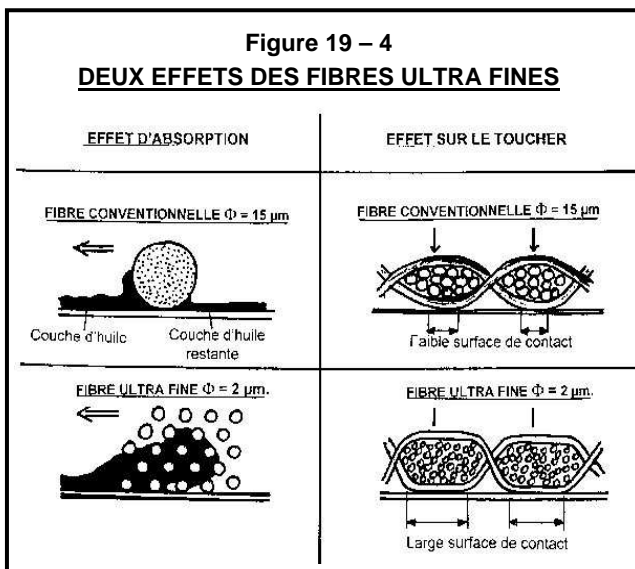 Figure 19 – 4
DEUX EFFETS DES FIBRES ULTRA FINES
EFFET D'ABSORPTION
EFFET SUR LE TOUCHER
FIBRE CONVENTIONNELLE Φ = 15 µm
FIBRE CONVENTIONNELLE Φ = 15 µm
Couche d'huile
Couche d'huile
restante
Faible surface de contact
FIBRE ULTRA FINE Φ = 2 µm.
FIBRE ULTRA FINE Φ = 2 µm.
Large surface de contact